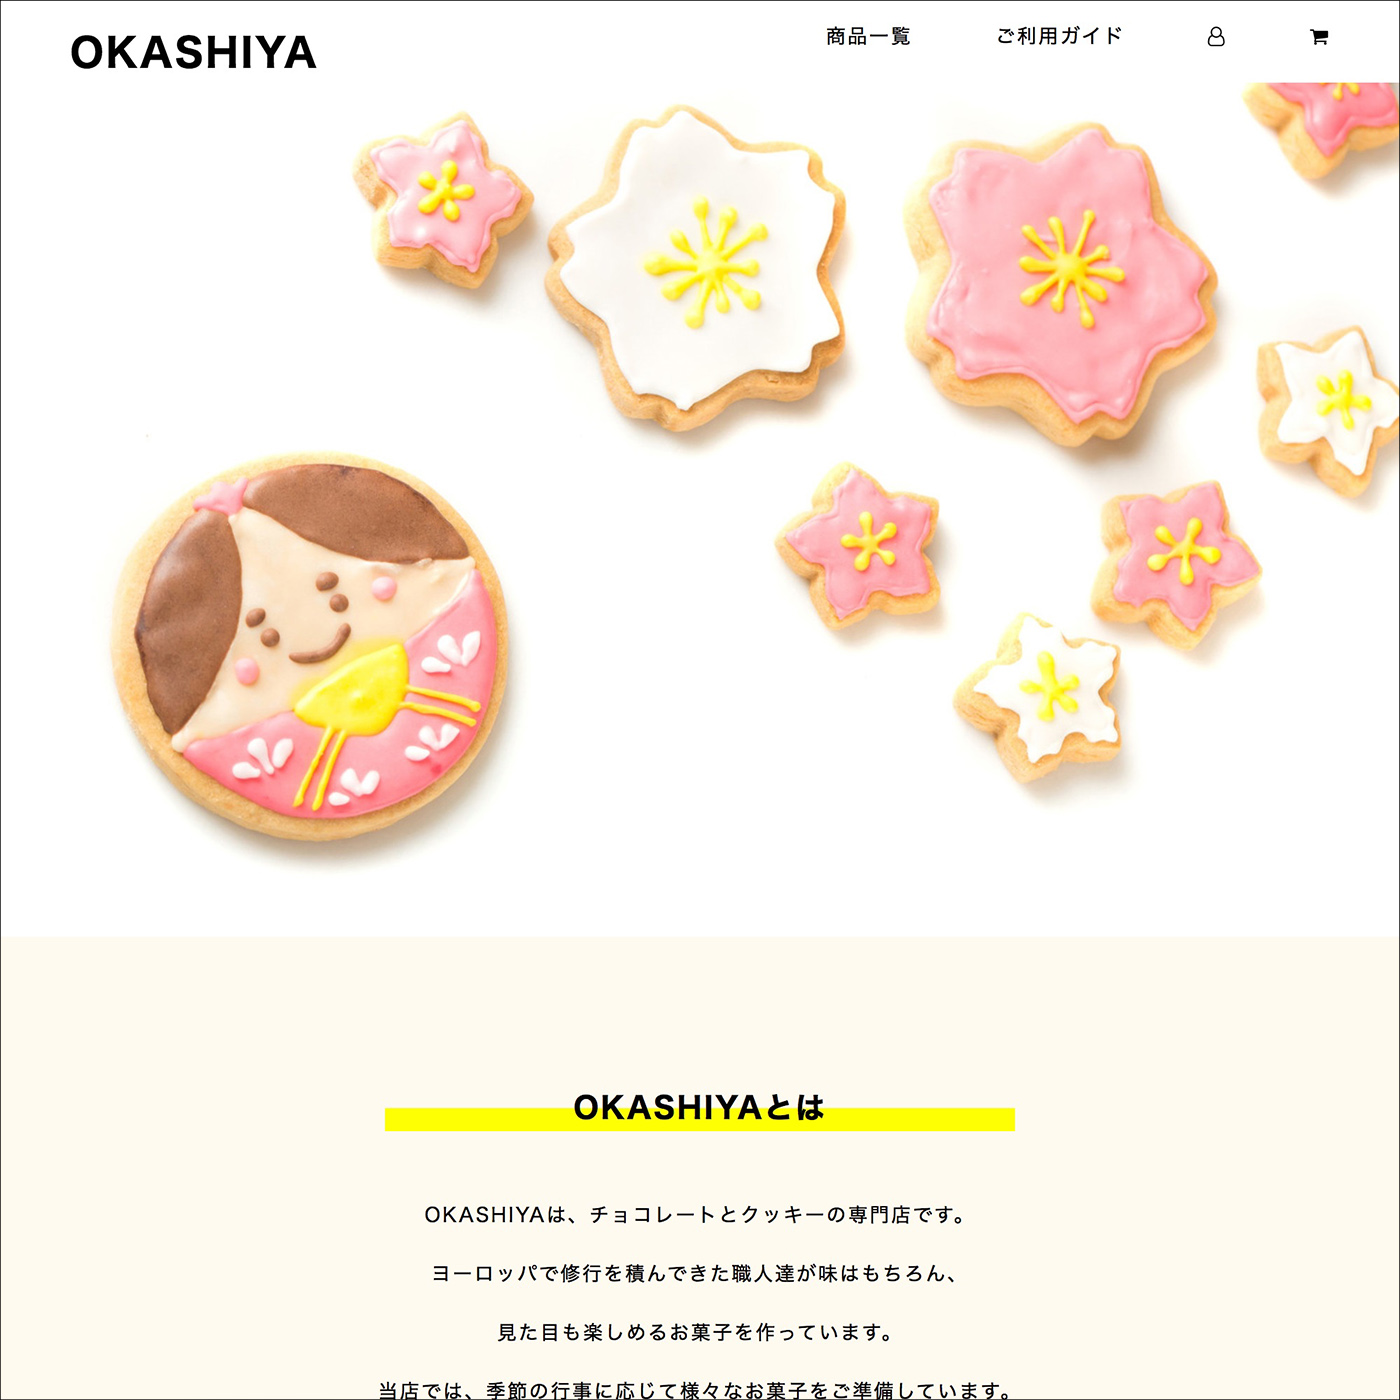 OKASHIYA
商品一覧
ご利用ガイド
OKASHIYAとは
OKASHIYAは、チョコレートとクッキーの専門店です。
ヨーロッパで修行を積んできた職人達が味はもちろん、
見た目も楽しめるお菓子を作っています。
当店では、季節の行事に応じて様々なお菓子をご準備しています。